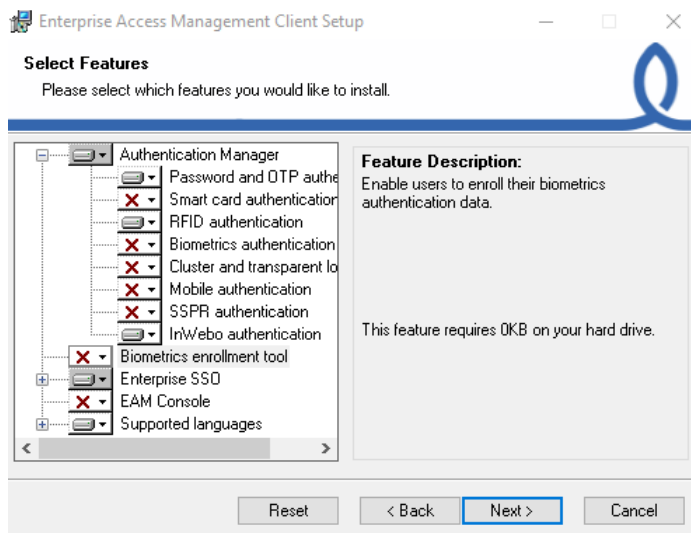 Enterprise Access Management Client Setup
Select Features
Please select which features you would like to install.
Authentication Manager
Password and OTP authe
Smart card authentication
RFID authentication
Biometrics authentication
Cluster and transparent lo
Mobile authentication
SSPR authentication
InWebo authentication
Biometrics enrollment tool
Enterprise SSO
EAM Console
Supported languages
Feature Description:
Enable users to enroll their biometrics
authentication data.
This feature requires 0KB on your hard drive.
Reset
< Back
Next >
Cancel